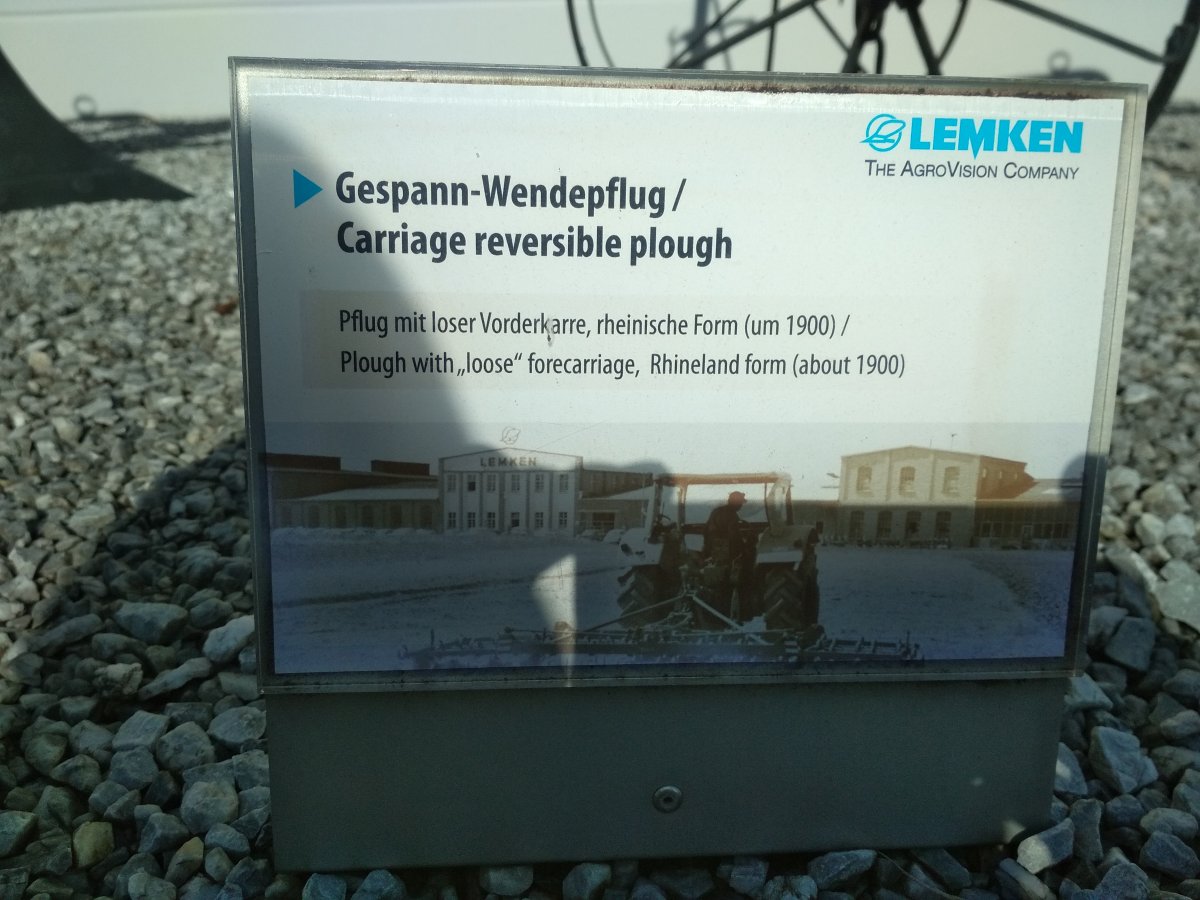 LEMKEN
THE AGROVISION COMPANY
Gespann-Wendepflug /
Carriage reversible plough
Pflug mit loser Vorderkarre, rheinische Form (um 1900) /
Plough with „loose“ forecarriage, Rhineland form (about 1900)
LEMKEN